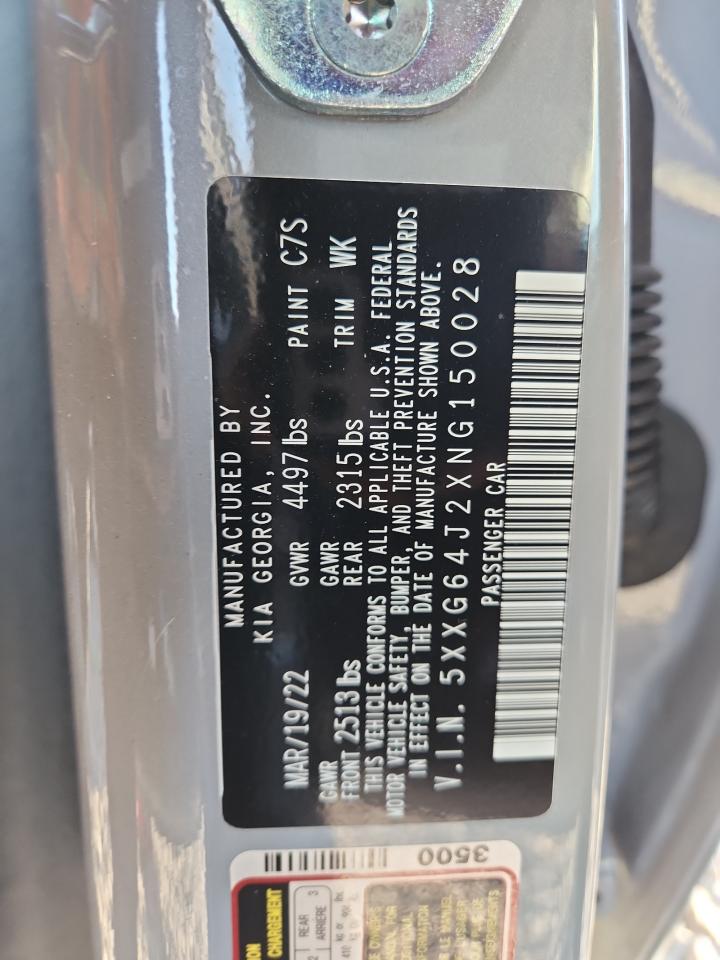 MANUFACTURED BY
KIA GEORGIA, INC.
MAR/19/22 GVWR 4497lbs PAINT C7S
GAWR FRONT 2513lbs GAWR REAR 2315lbs TRIM WK
THIS VEHICLE CONFORMS TO ALL APPLICABLE U.S.A. FEDERAL
MOTOR VEHICLE SAFETY, BUMPER, AND THEFT PREVENTION STANDARDS
IN EFFECT ON THE DATE OF MANUFACTURE SHOWN ABOVE.
V.I.N. 5XXG64J2XNG150028
PASSENGER CAR
3500
CHARGEMENT
REAR 3
ARRIÈRE